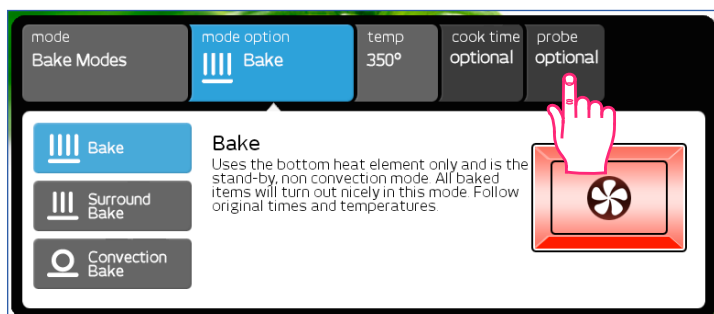 mode
Bake Modes
mode option
Bake
temp
350°
cook time
optional
probe
optional
Bake
Surround
Bake
Convection
Bake
Bake
Uses the bottom heat element only and is the
stand-by, non convection mode. All baked
items will turn out nicely in this mode. Follow
original times and temperatures.